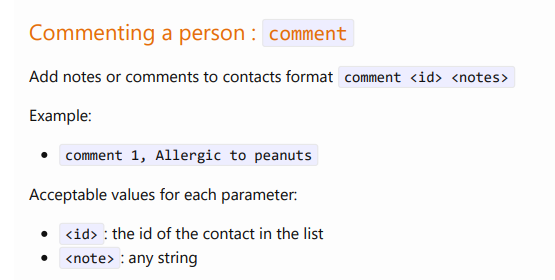 Commenting a person : comment
Add notes or comments to contacts format comment <id> <notes>
Example:
• comment 1, Allergic to peanuts
Acceptable values for each parameter:
• <id> : the id of the contact in the list
• <note> : any string